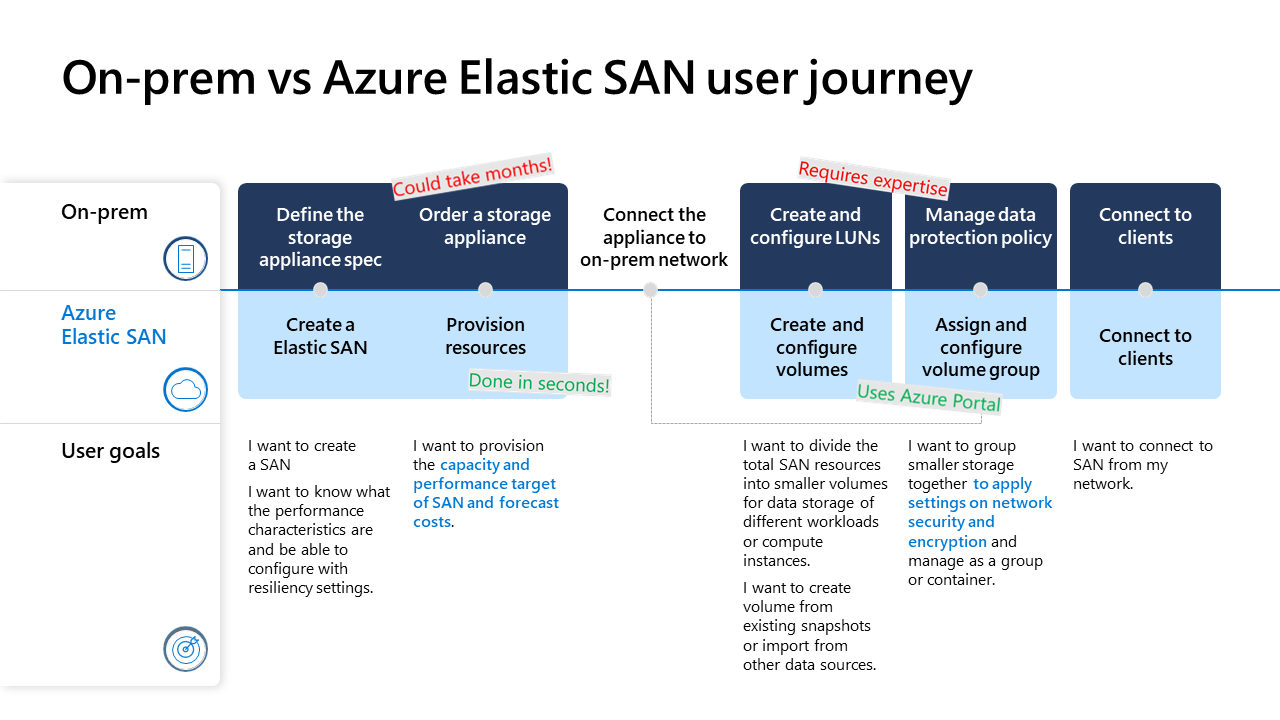 On-prem vs Azure Elastic SAN user journey
On-prem
Could take months!
Requires expertise
Define the
storage
appliance spec
Order a storage
appliance
Connect the
appliance to
on-prem network
Create and
configure LUNs
Manage data
protection policy
Connect to
clients
Azure
Elastic SAN
Create a
Elastic SAN
Provision
resources
Done in seconds!
Create and
configure
volumes
Assign and
configure
volume group
Uses Azure Portal
Connect to
clients
User goals
I want to create
a SAN
I want to know what
the performance
characteristics are
and be able to
configure with
resiliency settings.
I want to provision
the capacity and
performance target
of SAN and forecast
costs.
I want to divide the
total SAN resources
into smaller volumes
for data storage of
different workloads
or compute
instances.
I want to create
volume from
existing snapshots
or import from
other data sources.
I want to group
smaller storage
together to apply
settings on network
security and
encryption and
manage as a group
or container.
I want to connect to
SAN from my
network.